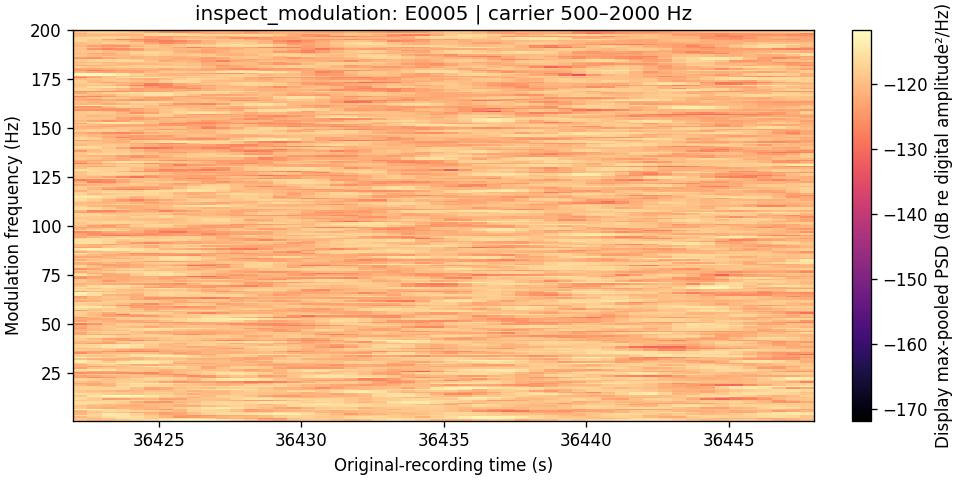 inspect_modulation: E0005 | carrier 500–2000 Hz
200
175
150
125
100
75
50
25
Modulation frequency (Hz)
36425 36430 36435 36440 36445
Original-recording time (s)
−120
−130
−140
−150
−160
−170
Display max-pooled PSD (dB re digital amplitude²/Hz)